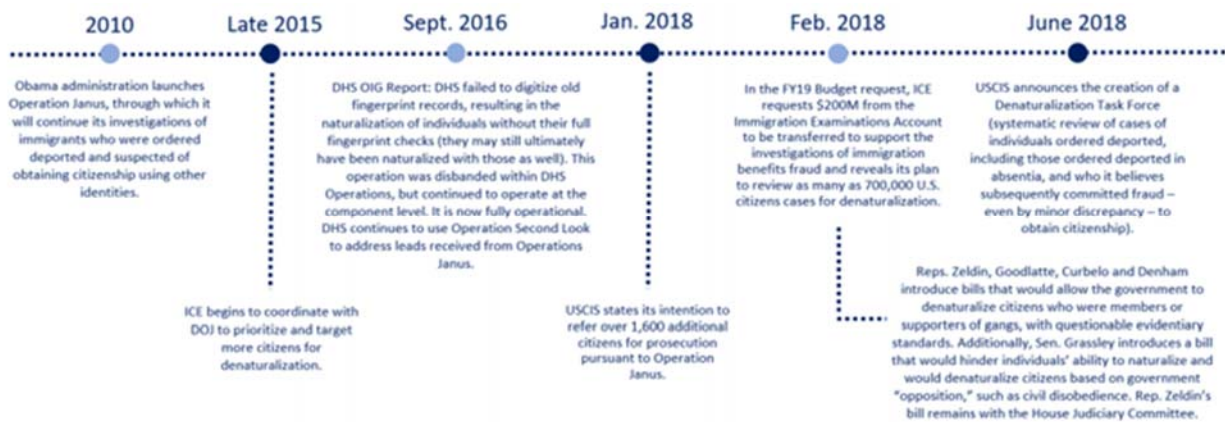 2010
Obama administration launches
Operation Janus, through which it
will continue its investigations of
immigrants who were ordered
deported and suspected of
obtaining citizenship using other
identities.
Late 2015
ICE begins to coordinate with
DOJ to prioritize and target
more citizens for
denaturalization.
Sept. 2016
DHS OIG Report: DHS failed to digitize old
fingerprint records, resulting in the
naturalization of individuals without their full
fingerprint checks (they may still ultimately
have been naturalized with those as well). This
operation was disbanded within DHS
Operations, but continued to operate at the
component level. It is now fully operational.
DHS continues to use Operation Second Look
to address leads received from Operations
Janus.
Jan. 2018
USCIS states its intention to
refer over 1,600 additional
citizens for prosecution
pursuant to Operation
Janus.
Feb. 2018
In the FY19 Budget request, ICE
requests $200M from the
Immigration Examinations Account
to be transferred to support the
investigations of immigration
benefits fraud and reveals its plan
to review as many as 700,000 U.S.
citizens cases for denaturalization.
Reps. Zeldin, Goodlatte, Curbelo and Denham
introduce bills that would allow the government to
denaturalize citizens who were members or
supporters of gangs, with questionable evidentiary
standards. Additionally, Sen. Grassley introduces a bill
that would hinder individuals' ability to naturalize and
would denaturalize citizens based on government
"opposition," such as civil disobedience. Rep. Zeldin's
bill remains with the House Judiciary Committee.
June 2018
USCIS announces the creation of a
Denaturalization Task Force
(systematic review of cases of
individuals ordered deported,
including those ordered deported in
absentia, and who it believes
subsequently committed fraud –
even by minor discrepancy – to
obtain citizenship).